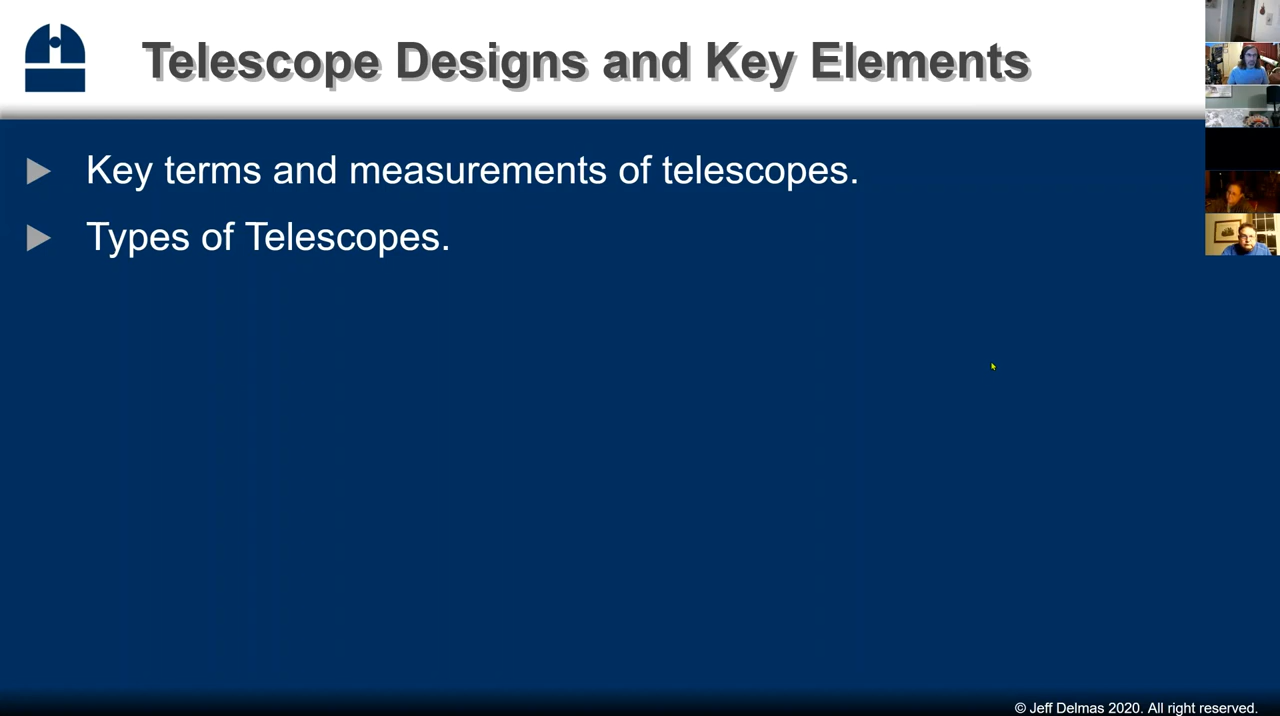 Telescope Designs and Key Elements
Key terms and measurements of telescopes.
Types of Telescopes.
© Jeff Delmas 2020. All right reserved.